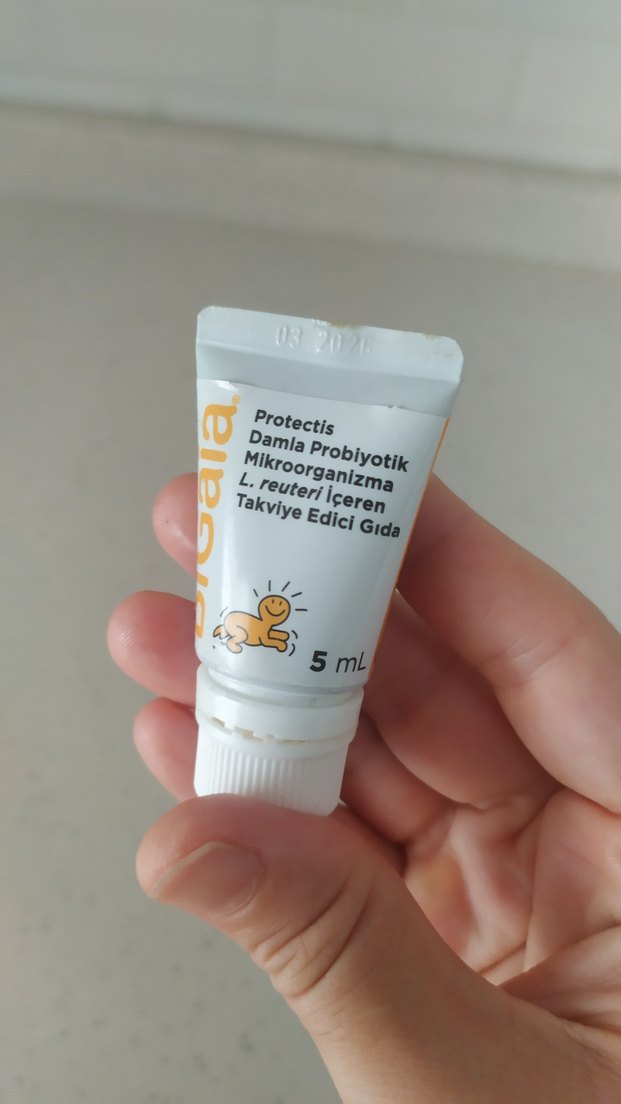 03 2026
BiGaia®
Protectis
Damla Probiyotik
Mikroorganizma
L. reuteri İçeren
Takviye Edici Gıda
5 mL